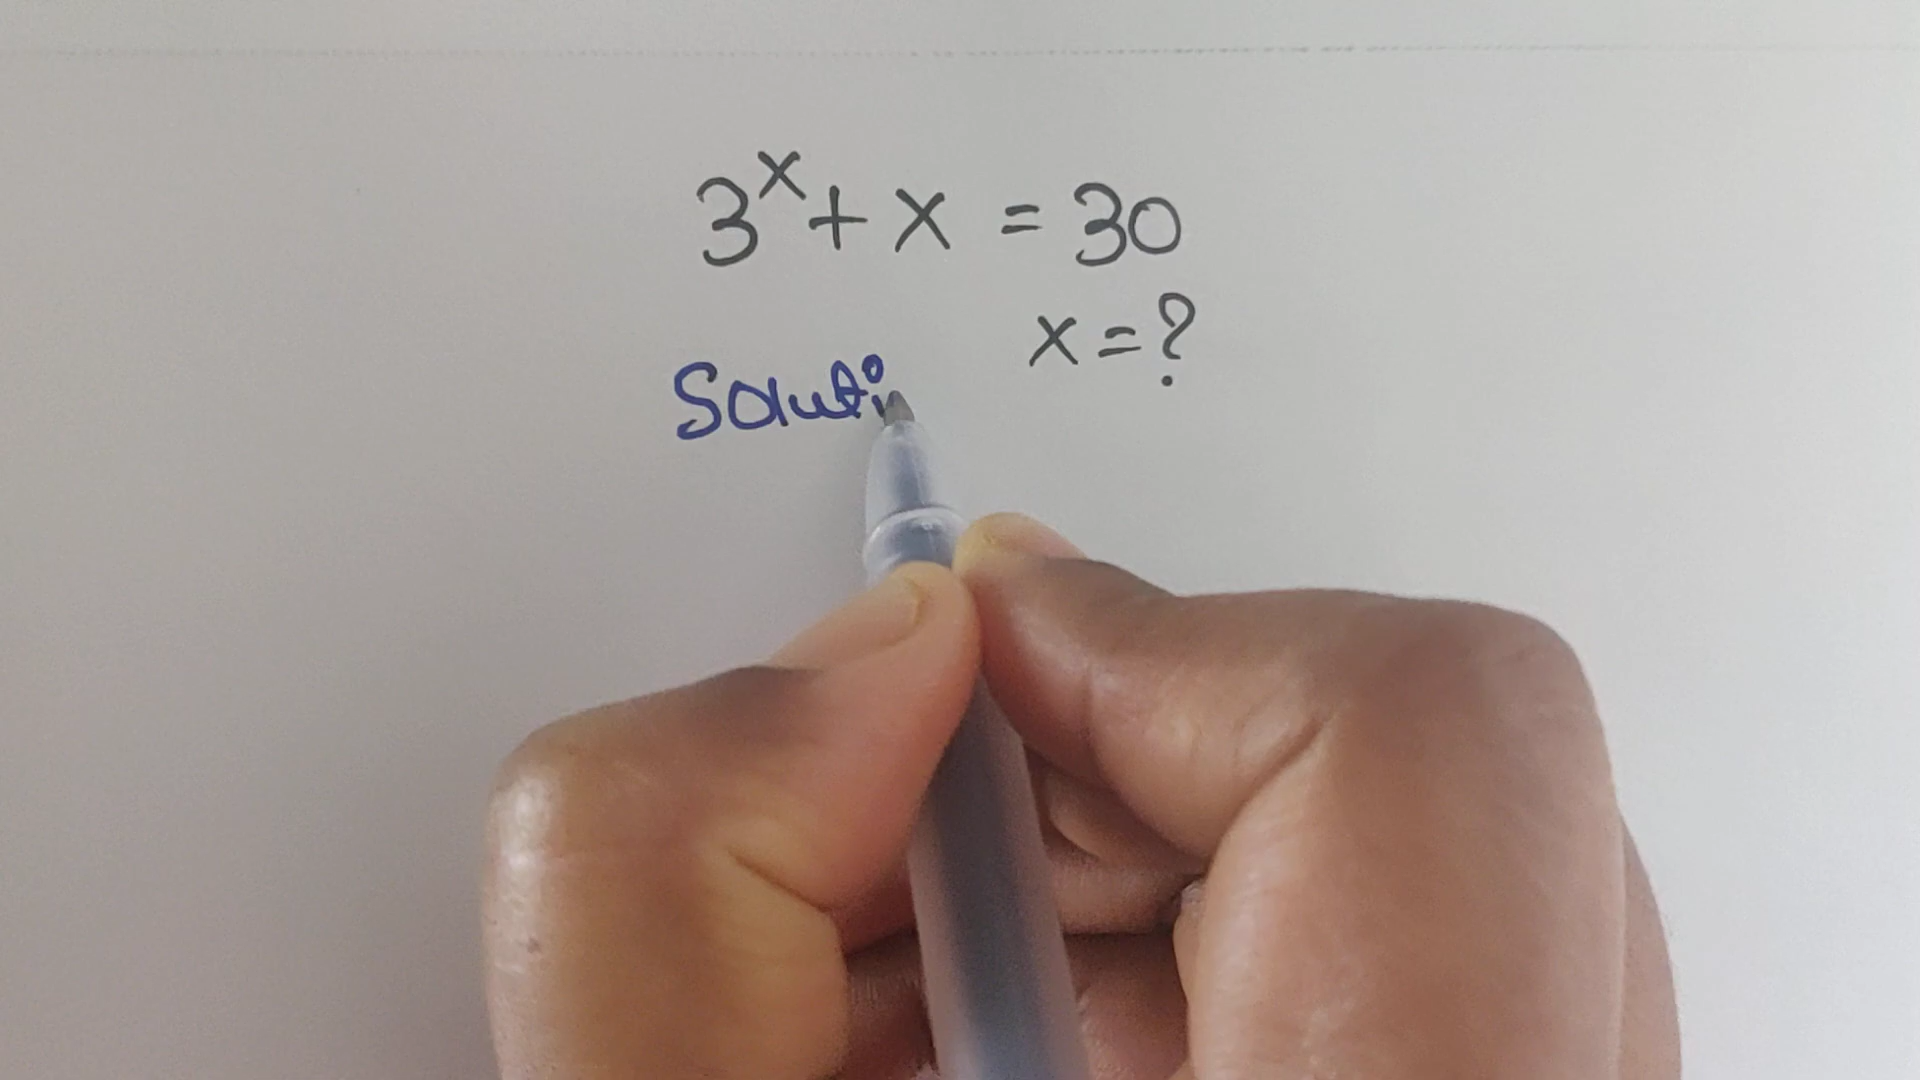 3^x + x = 30
x = ?
Soluti